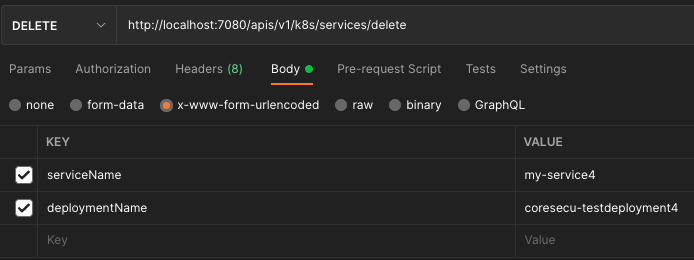 DELETE http://localhost:7080/apis/v1/k8s/services/delete
Params Authorization Headers (8) Body Pre-request Script Tests Settings
none form-data x-www-form-urlencoded raw binary GraphQL
KEY VALUE
serviceName my-service4
deploymentName coresecu-testdeployment4
Key Value